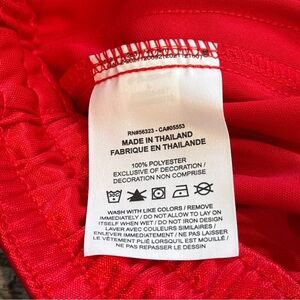 RN#56323 - CA#05553
MADE IN THAILAND
FABRIQUE EN THAILANDE
100% POLYESTER
EXCLUSIVE OF DECORATION /
DECORATION NON COMPRISE
WASH WITH LIKE COLORS / REMOVE
IMMEDIATELY / DO NOT ALLOW TO LAY ON
ITSELF WHEN WET / DO NOT IRON DESIGN
LAVER AVEC COULEURS SIMILAIRES /
ENLEVER IMMEDIATEMENT / NE PAS LAISSER
LE VÊTEMENT PLIÉ LORSQU'IL EST MOUILLÉ /
NE PAS REPASSER LE DESSIN